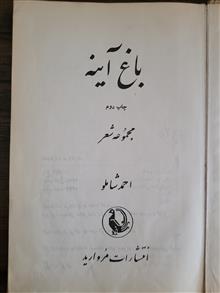 باغ آینه
چاپ دوم
مجموعه شعر
احمد شاملو
انتشارات مروارید